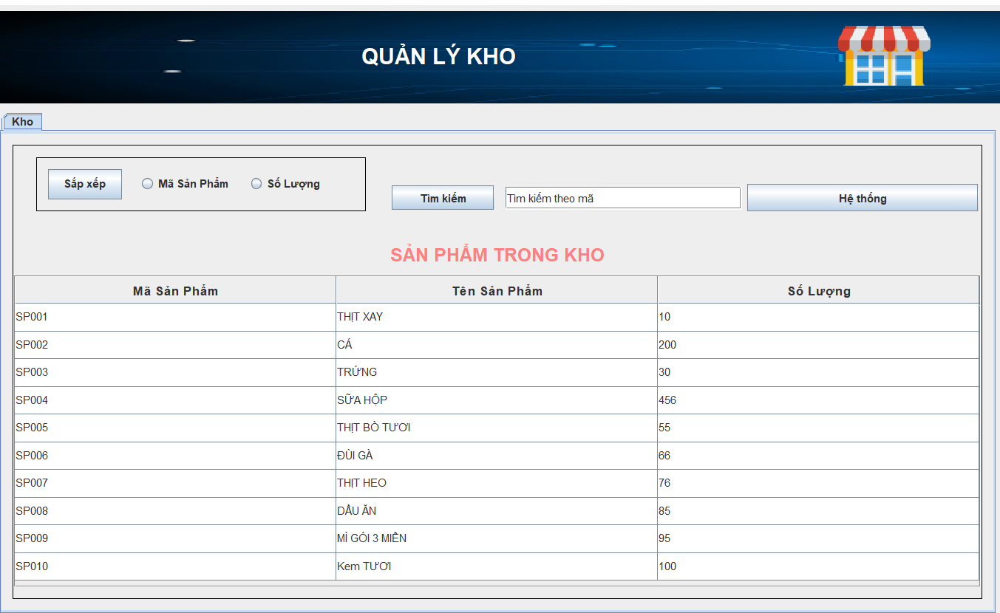 QUẢN LÝ KHO
Kho
Sắp xếp Mã Sản Phẩm Số Lượng
Tìm kiếm Tìm kiếm theo mã Hệ thống
SẢN PHẨM TRONG KHO
Mã Sản Phẩm Tên Sản Phẩm Số Lượng
SP001 THỊT XAY 10
SP002 CÁ 200
SP003 TRỨNG 30
SP004 SỮA HỘP 456
SP005 THỊT BÒ TƯƠI 55
SP006 ĐÙI GÀ 66
SP007 THỊT HEO 76
SP008 DẦU ĂN 85
SP009 MÌ GÓI 3 MIỀN 95
SP010 Kem TƯƠI 100